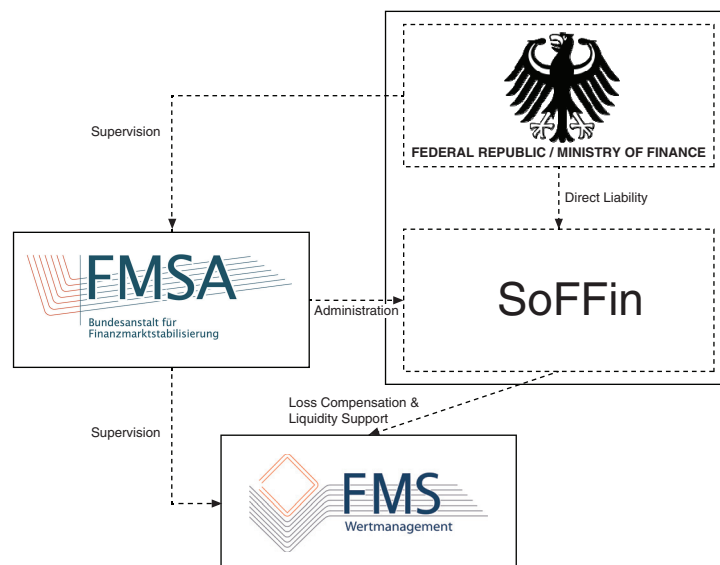 FEDERAL REPUBLIC / MINISTRY OF FINANCE
Supervision
Direct Liability
FMSA
Bundesanstalt für
Finanzmarktstabilisierung
Administration
SoFFin
Loss Compensation &
Liquidity Support
Supervision
FMS
Wertmanagement